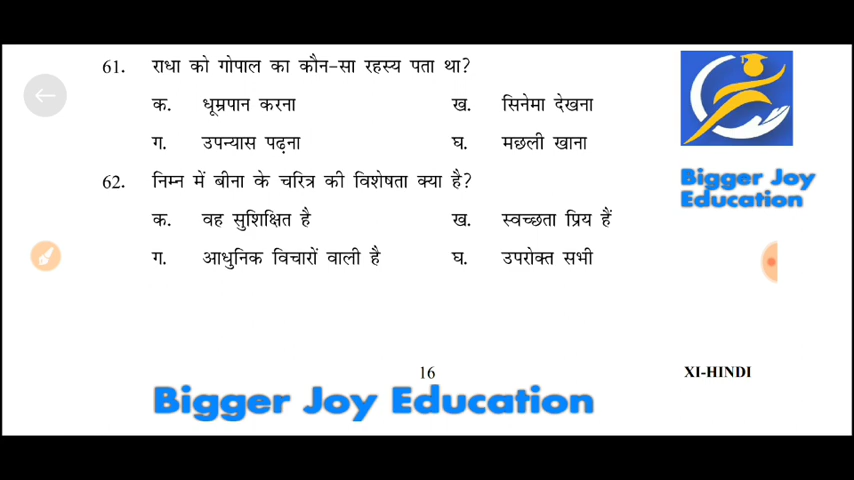 61. राधा को गोपाल का कौन-सा रहस्य पता था?
क. धूम्रपान करना ख. सिनेमा देखना
ग. उपन्यास पढ़ना घ. मछली खाना
Bigger Joy
Education
62. निम्न में बीना के चरित्र की विशेषता क्या है?
क. वह सुशिक्षित है ख. स्वच्छता प्रिय हैं
ग. आधुनिक विचारों वाली है घ. उपरोक्त सभी
16 XI-HINDI
Bigger Joy Education